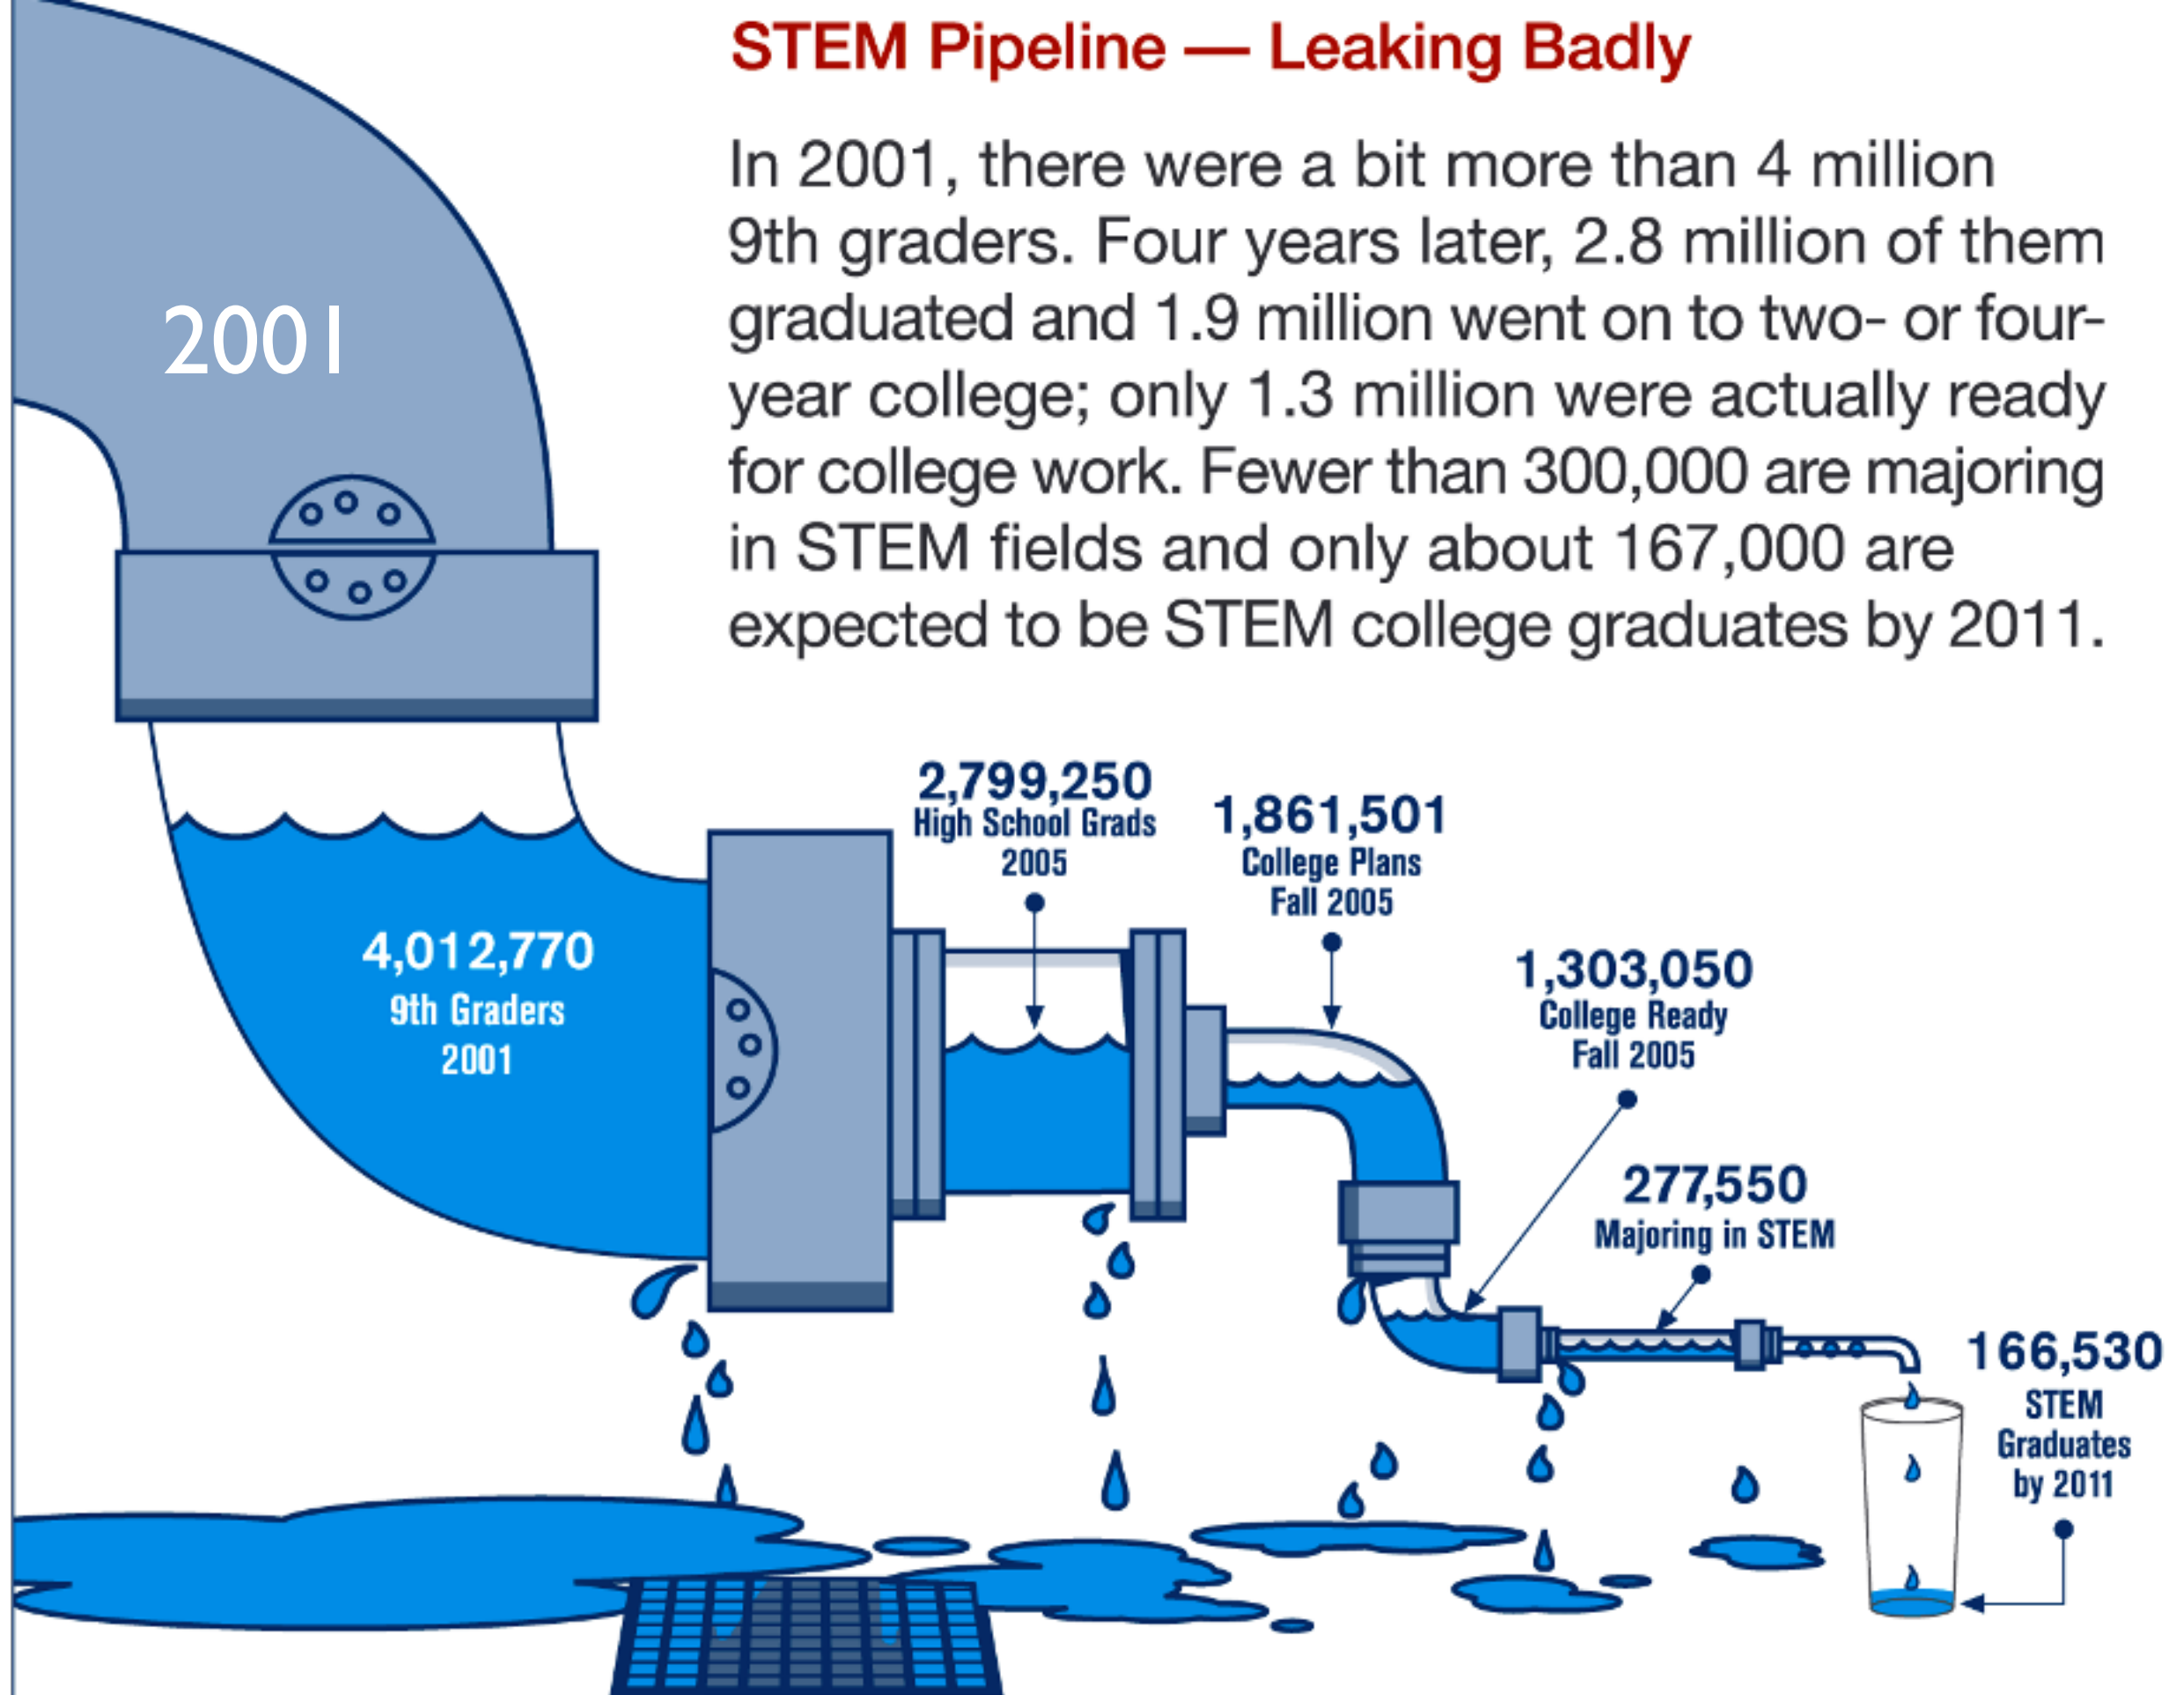 STEM Pipeline — Leaking Badly
In 2001, there were a bit more than 4 million
9th graders. Four years later, 2.8 million of them
graduated and 1.9 million went on to two- or four-
year college; only 1.3 million were actually ready
for college work. Fewer than 300,000 are majoring
in STEM fields and only about 167,000 are
expected to be STEM college graduates by 2011.
2001
4,012,770
9th Graders
2001
2,799,250
High School Grads
2005
1,861,501
College Plans
Fall 2005
1,303,050
College Ready
Fall 2005
277,550
Majoring in STEM
166,530
STEM
Graduates
by 2011